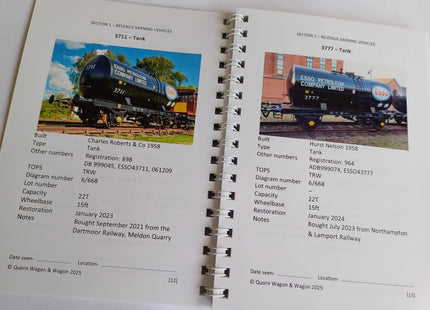 SECTION 1 – REVENUE EARNING VEHICLES
3711 – Tank
ESSO PETROLEUM
COMPANY LIMITED
3711
Built Charles Roberts & Co 1958
Type Tank
Other numbers Registration: 898
DB 999045, ESSO43711, 061209
TOPS TRW
Diagram number 6/668
Lot number
Capacity 22T
Wheelbase 15ft
Restoration January 2023
Notes Bought September 2021 from the
Dartmoor Railway, Meldon Quarry
Date seen- Location-
© Quorn Wagon & Wagon 2025
[12]
SECTION 1 – REVENUE EARNING VEHICLES
3777 – Tank
ESSO PETROLEUM
COMPANY LIMITED
3777
Esso
Built Hurst Nelson 1958
Type Tank
Other numbers Registration: 964
ADB999074, ESSO43777
TOPS TRW
Diagram number 6/668
Lot number –
Capacity 22T
Wheelbase 15ft
Restoration January 2024
Notes Bought July 2023 from Northampton
& Lamport Railway
Date seen- Location-
© Quorn Wagon & Wagon 2025
[13]